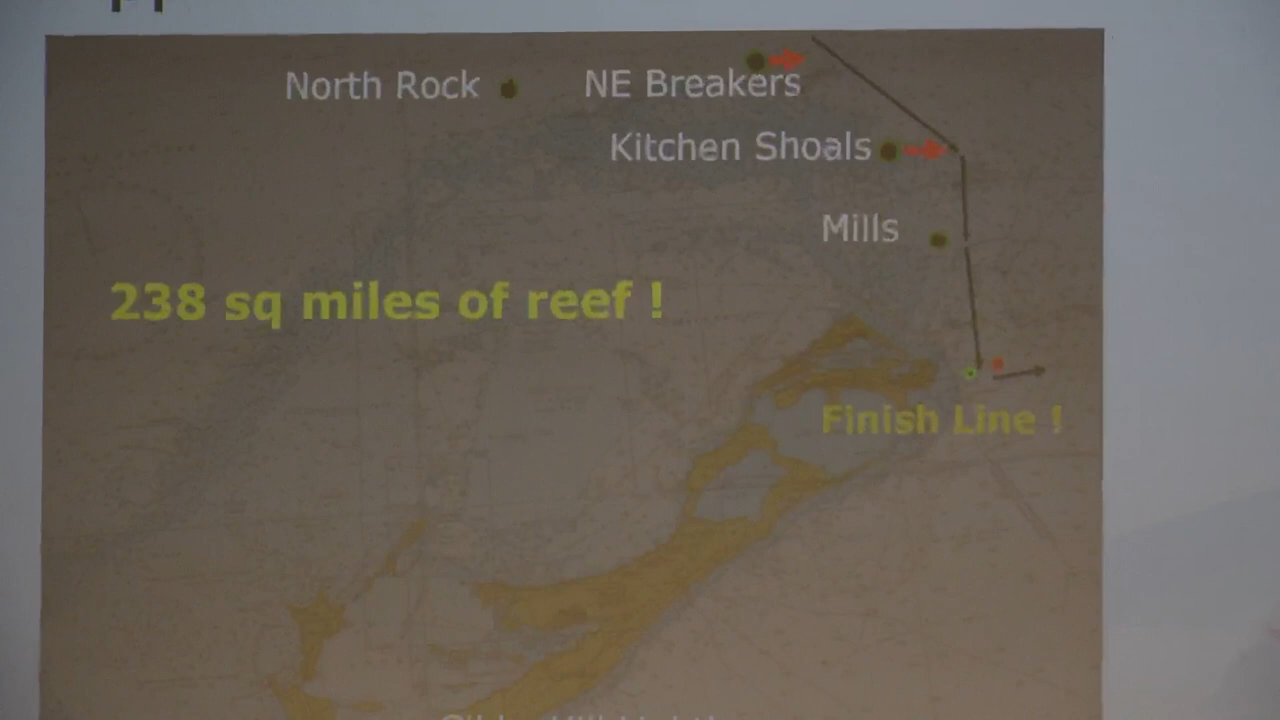 North Rock
NE Breakers
Kitchen Shoals
Mills
238 sq miles of reef !
Finish Line !